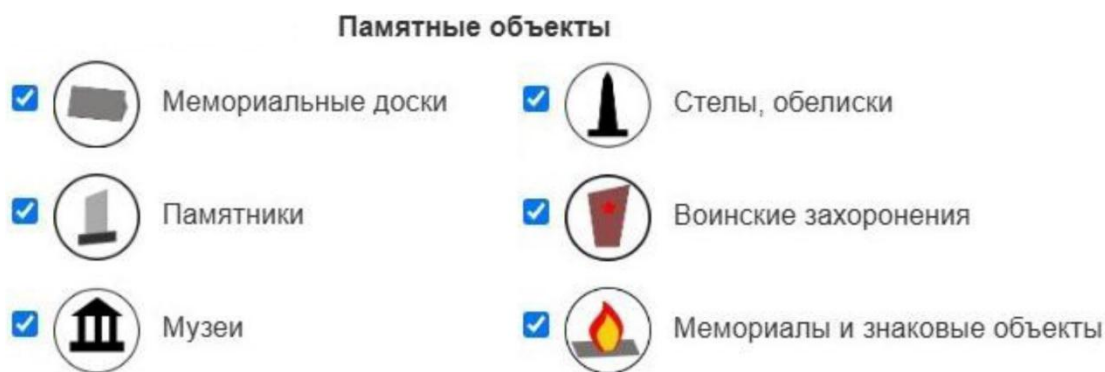 Памятные объекты
Мемориальные доски
Стелы, обелиски
Памятники
Воинские захоронения
Музеи
Мемориалы и знаковые объекты